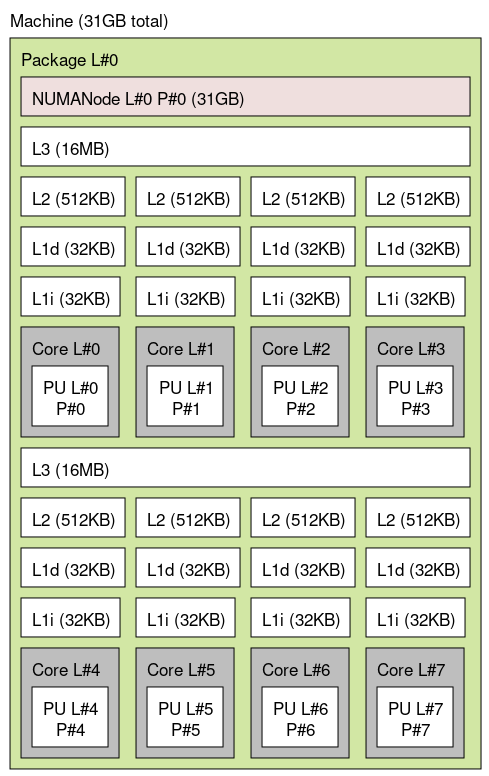 Machine (31GB total)
Package L#0
NUMANode L#0 P#0 (31GB)
L3 (16MB)
L2 (512KB) L2 (512KB) L2 (512KB) L2 (512KB)
L1d (32KB) L1d (32KB) L1d (32KB) L1d (32KB)
L1i (32KB) L1i (32KB) L1i (32KB) L1i (32KB)
Core L#0 Core L#1 Core L#2 Core L#3
PU L#0 PU L#1 PU L#2 PU L#3
P#0 P#1 P#2 P#3
L3 (16MB)
L2 (512KB) L2 (512KB) L2 (512KB) L2 (512KB)
L1d (32KB) L1d (32KB) L1d (32KB) L1d (32KB)
L1i (32KB) L1i (32KB) L1i (32KB) L1i (32KB)
Core L#4 Core L#5 Core L#6 Core L#7
PU L#4 PU L#5 PU L#6 PU L#7
P#4 P#5 P#6 P#7